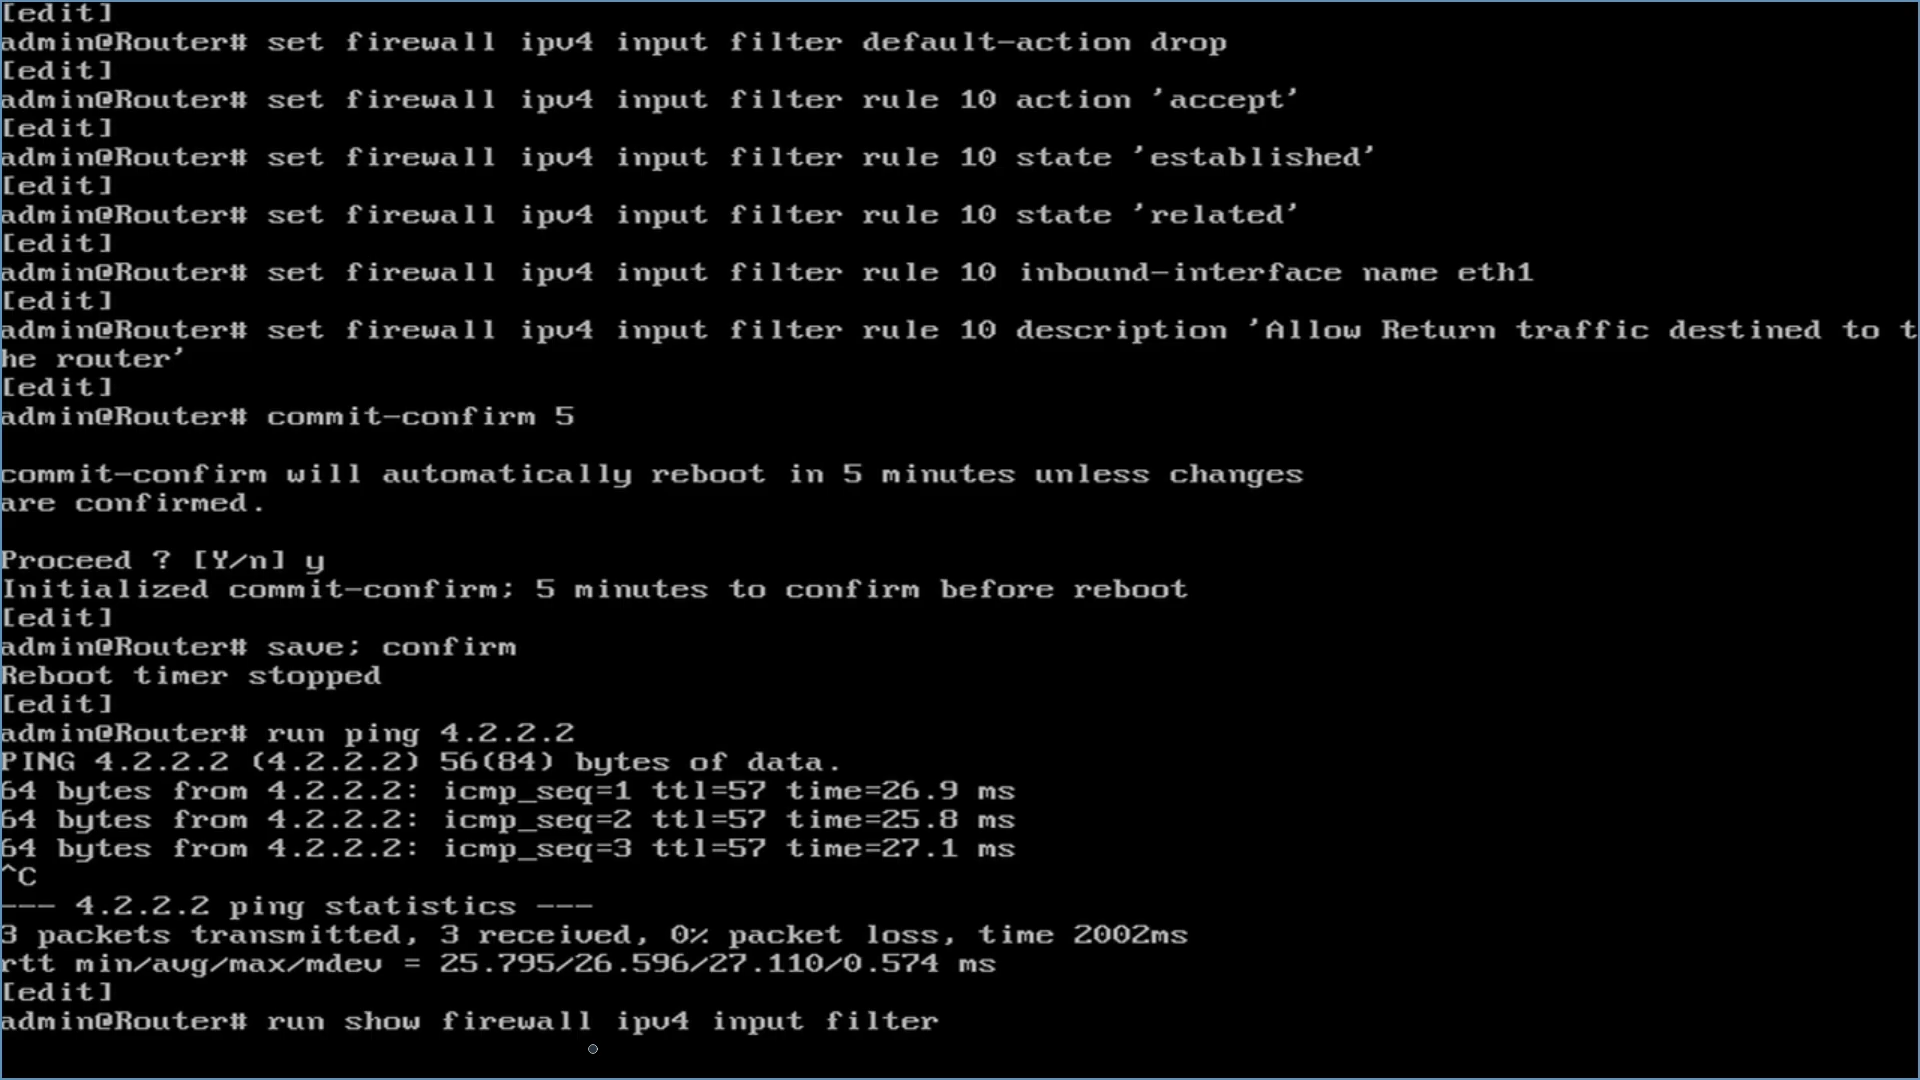 [edit]
admin@Router# set firewall ipv4 input filter default-action drop
[edit]
admin@Router# set firewall ipv4 input filter rule 10 action 'accept'
[edit]
admin@Router# set firewall ipv4 input filter rule 10 state 'established'
[edit]
admin@Router# set firewall ipv4 input filter rule 10 state 'related'
[edit]
admin@Router# set firewall ipv4 input filter rule 10 inbound-interface name eth1
[edit]
admin@Router# set firewall ipv4 input filter rule 10 description 'Allow Return traffic destined to t
he router'
[edit]
admin@Router# commit-confirm 5

commit-confirm will automatically reboot in 5 minutes unless changes
are confirmed.

Proceed ? [Y/n] y
Initialized commit-confirm; 5 minutes to confirm before reboot
[edit]
admin@Router# save; confirm
Reboot timer stopped
[edit]
admin@Router# run ping 4.2.2.2
PING 4.2.2.2 (4.2.2.2) 56(84) bytes of data.
64 bytes from 4.2.2.2: icmp_seq=1 ttl=57 time=26.9 ms
64 bytes from 4.2.2.2: icmp_seq=2 ttl=57 time=25.8 ms
64 bytes from 4.2.2.2: icmp_seq=3 ttl=57 time=27.1 ms
^C
--- 4.2.2.2 ping statistics ---
3 packets transmitted, 3 received, 0% packet loss, time 2002ms
rtt min/avg/max/mdev = 25.795/26.596/27.110/0.574 ms
[edit]
admin@Router# run show firewall ipv4 input filter